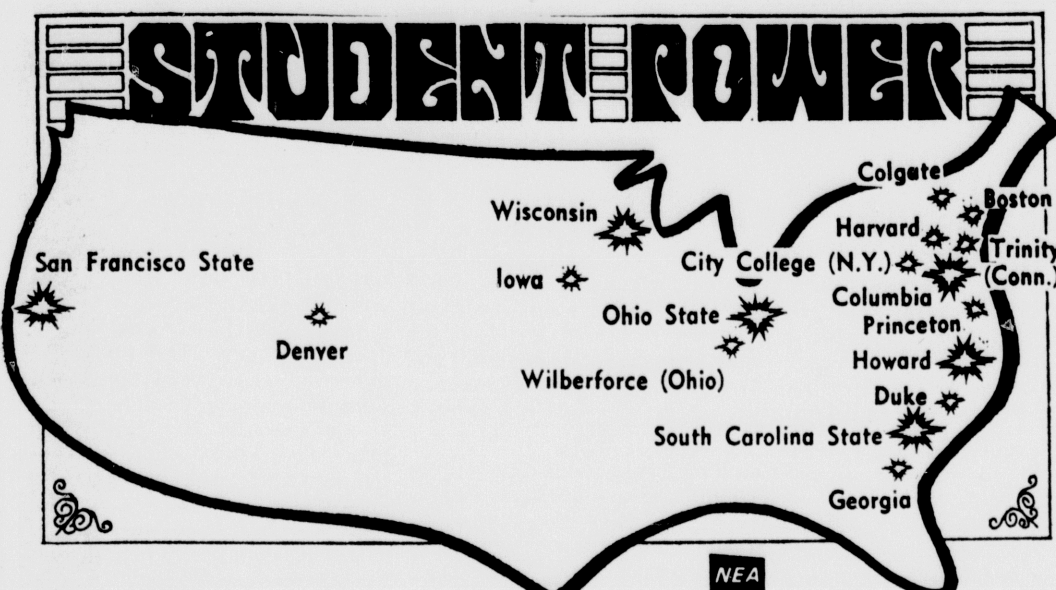 STUDENT POWER
Colgate
Boston
Wisconsin
Harvard
Trinity
(Conn.)
San Francisco State
City College (N.Y.)
Iowa
Columbia
Ohio State
Princeton
Denver
Howard
Wilberforce (Ohio)
Duke
South Carolina State
Georgia
NEA